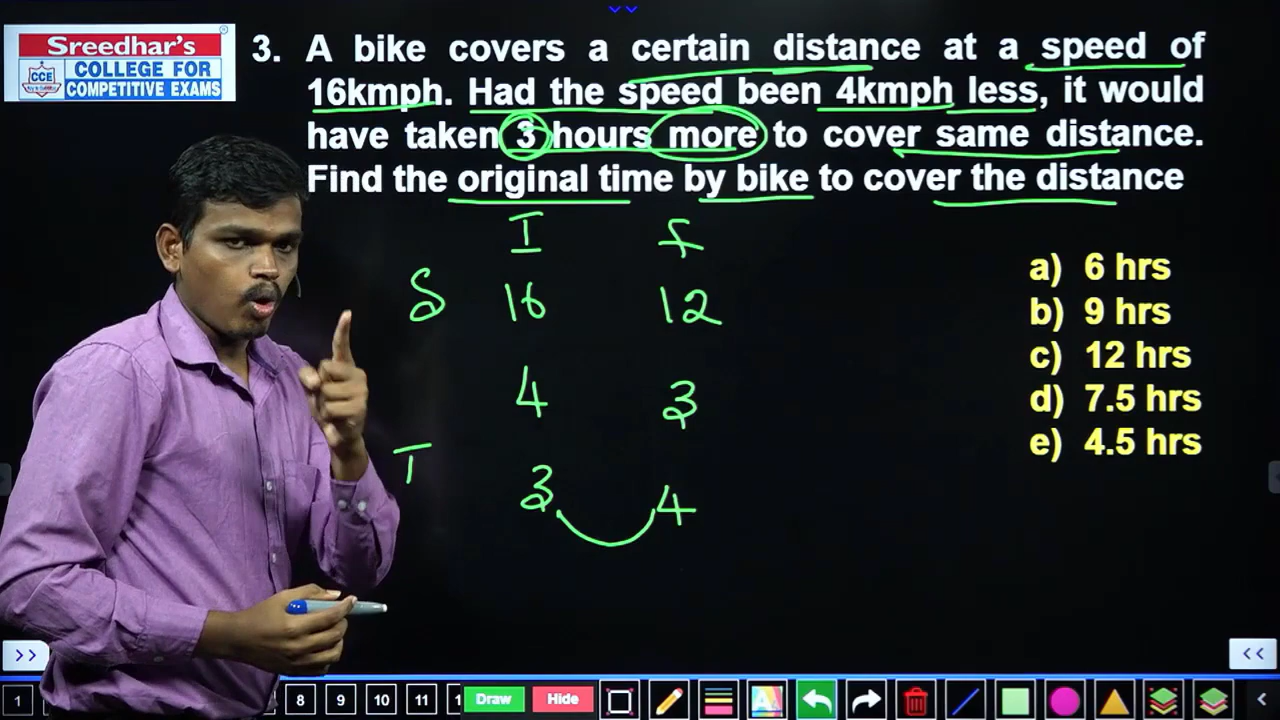 Sreedhar's
CCE
COLLEGE FOR
COMPETITIVE EXAMS
3. A bike covers a certain distance at a speed of
16kmph. Had the speed been 4kmph less, it would
have taken 3 hours more to cover same distance.
Find the original time by bike to cover the distance
I f
S 16 12
4 3
T
3 4
a) 6 hrs
b) 9 hrs
c) 12 hrs
d) 7.5 hrs
e) 4.5 hrs
>> <<
1 8 9 10 11 1 Draw Hide A